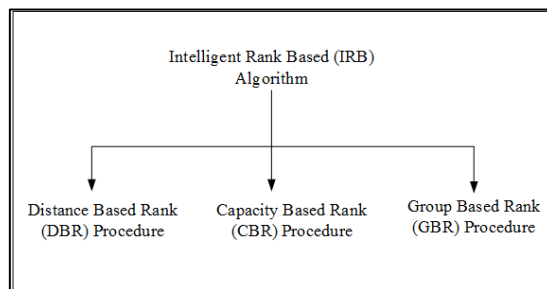 Intelligent Rank Based (IRB)
Algorithm
Distance Based Rank
(DBR) Procedure
Capacity Based Rank
(CBR) Procedure
Group Based Rank
(GBR) Procedure